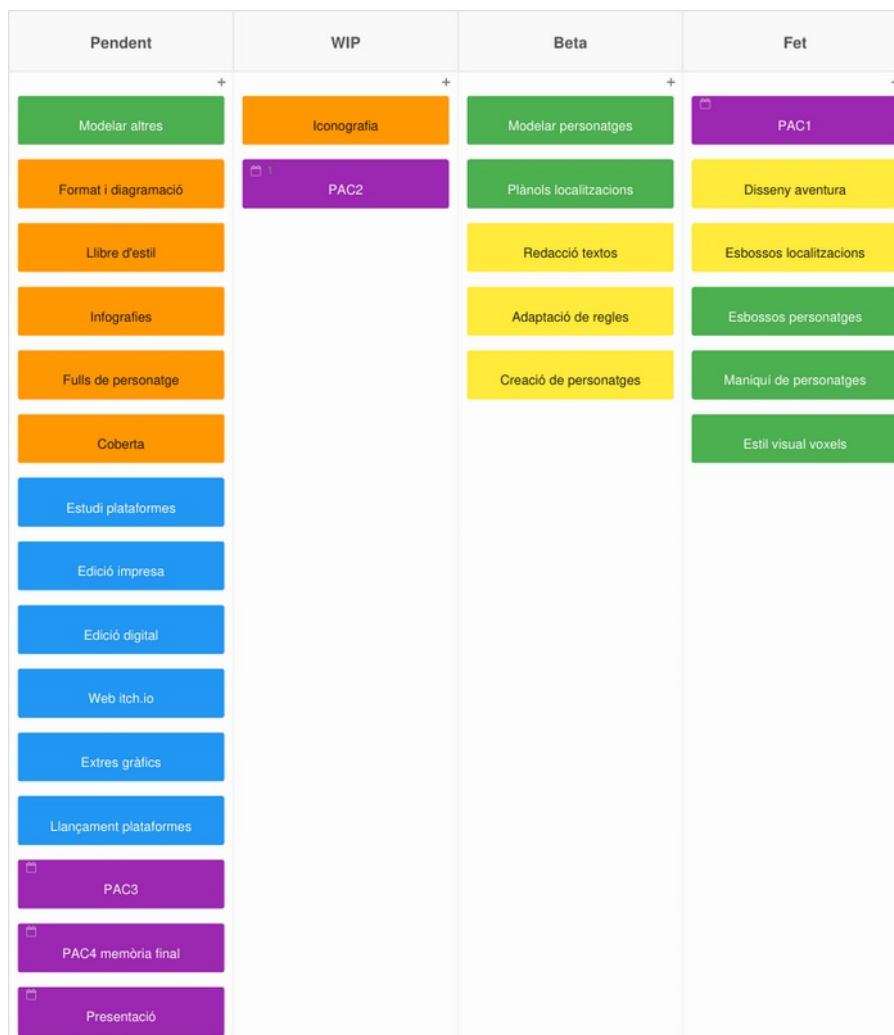 Pendent
WIP
Beta
Fet
+
+
+
+
Modelar altres
Format i diagramació
Llibre d'estil
Infografies
Fulls de personatge
Coberta
Estudi plataformes
Edició impresa
Edició digital
Web itch.io
Extres gràfics
Llançament plataformes
PAC3
PAC4 memòria final
Presentació
Iconografia
1
PAC2
Modelar personatges
Plànols localitzacions
Redacció textos
Adaptació de regles
Creació de personatges
PAC1
Disseny aventura
Esbossos localitzacions
Esbossos personatges
Maniquí de personatges
Estil visual voxels